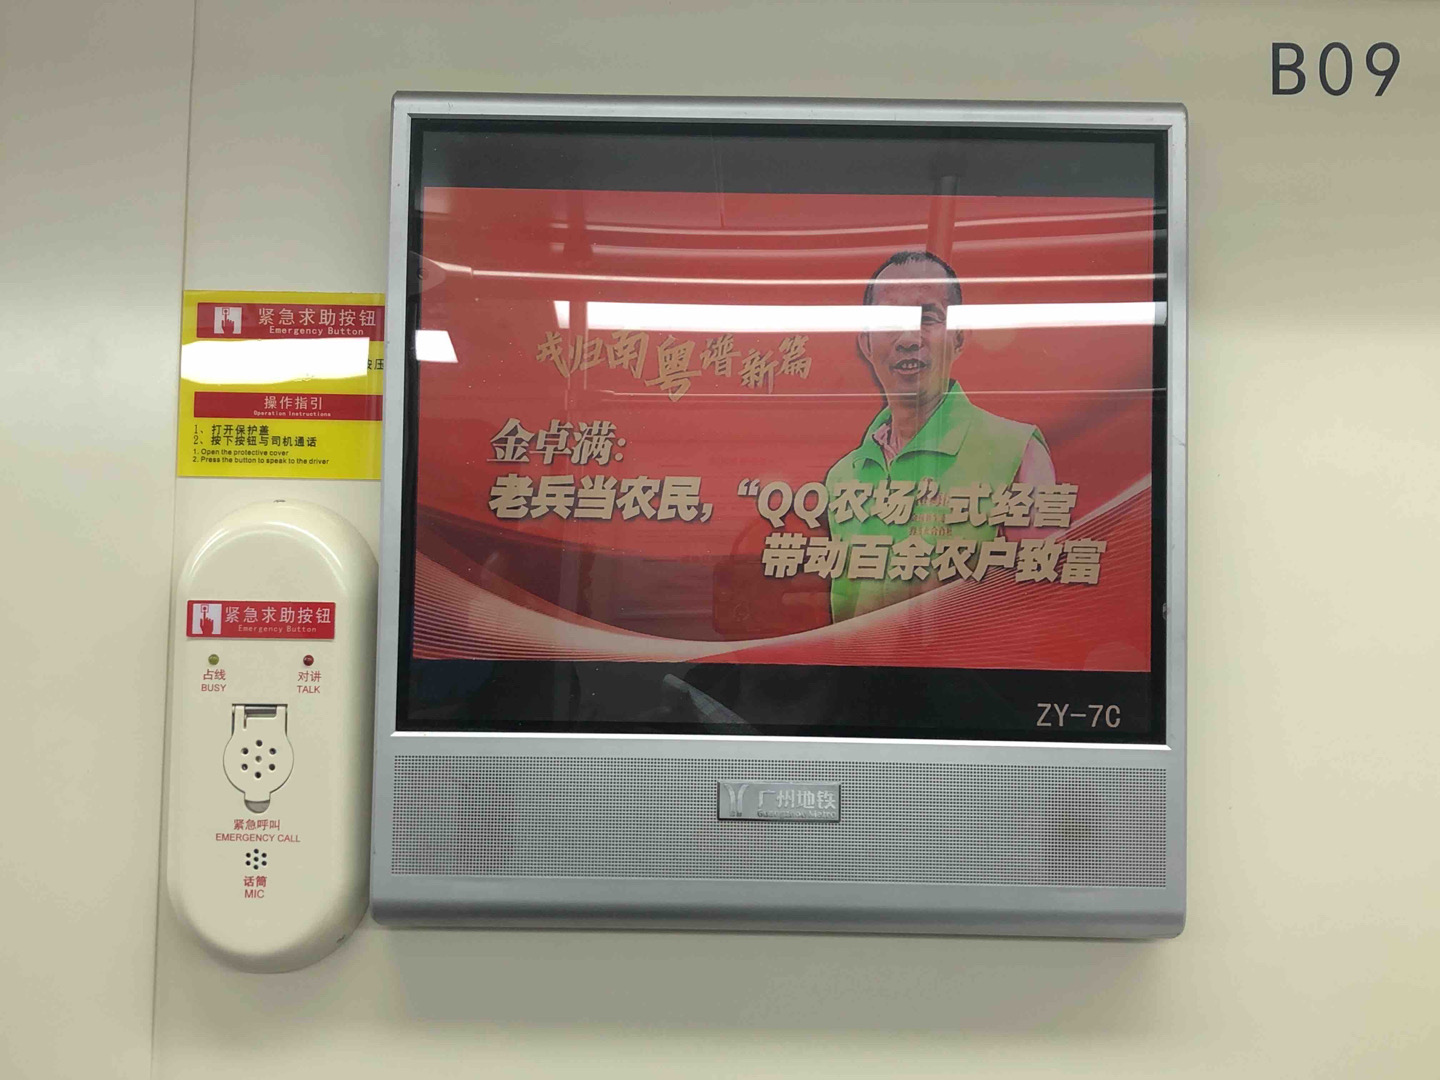 B09
紧急求助按钮
Emergency Button
按压
操作指引
Operation Instructions
1、打开保护盖
2、按下按钮与司机通话
1. Open the protective cover
2. Press the button to speak to the driver
戎归南粤谱新篇
金卓满:
老兵当农民，“QQ农场”式经营
带动百余农户致富
ZY-7C
广州地铁
Guangzhou Metro
紧急求助按钮
Emergency Button
占线
BUSY
对讲
TALK
紧急呼叫
EMERGENCY CALL
话筒
MIC